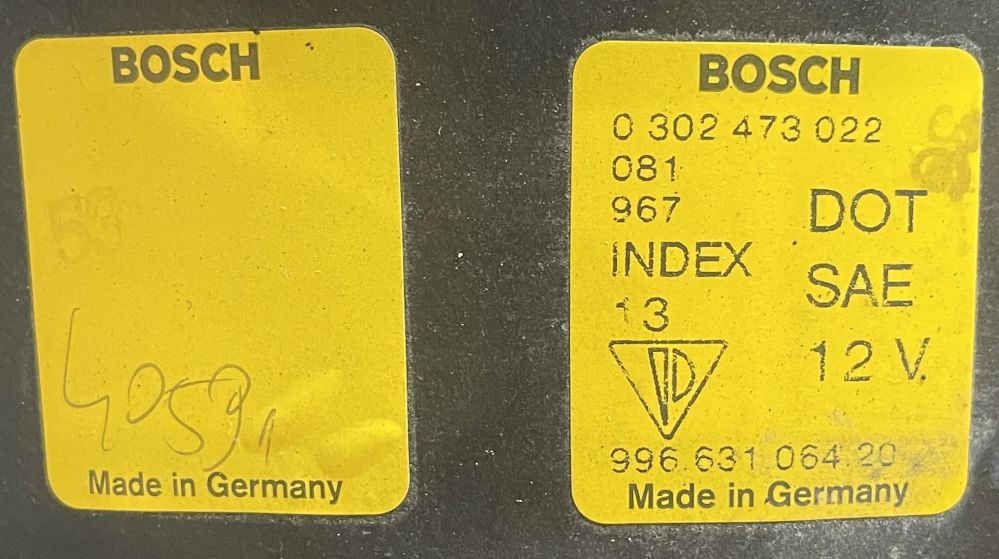 BOSCH
53
4059
Made in Germany
BOSCH
0 302 473 022
081
967
INDEX
13
DOT
SAE
12 V
996.631.064.20
Made in Germany